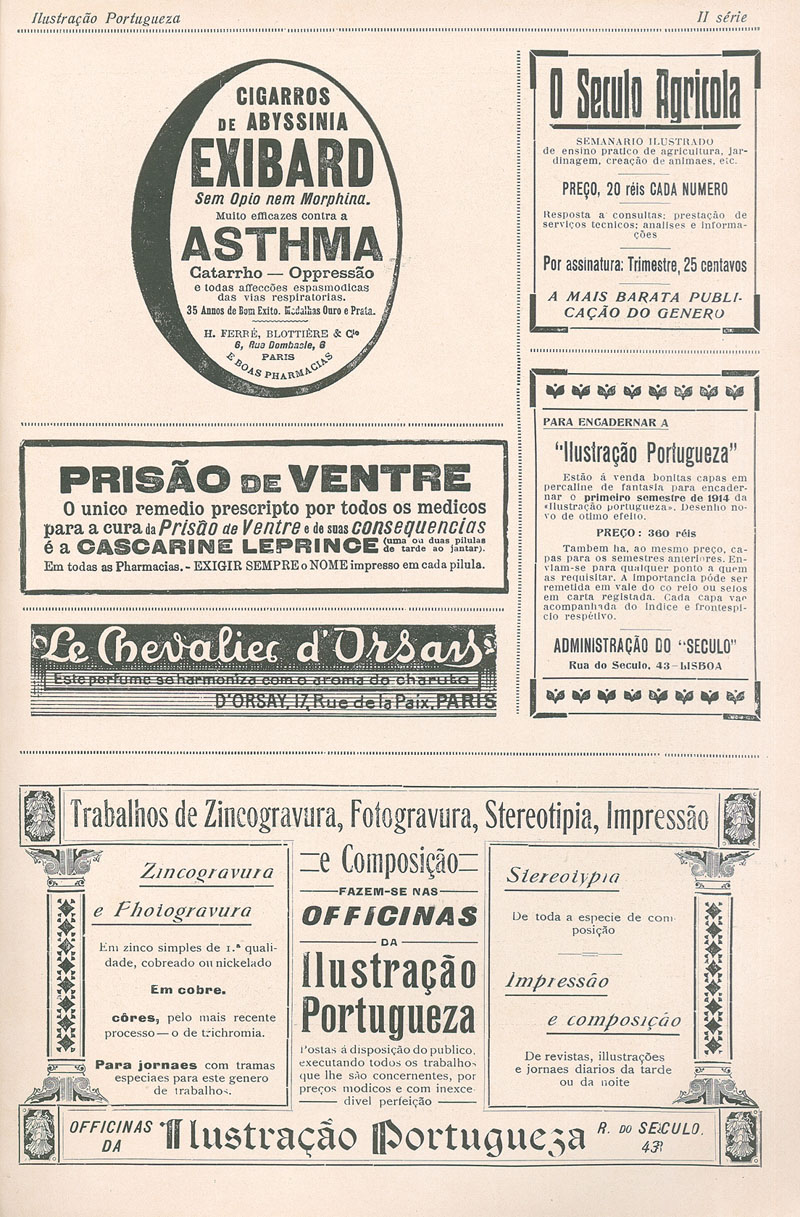 Ilustração Portugueza
II série
CIGARROS
DE ABYSSINIA
EXIBARD
Sem Opio nem Morphina.
Muito efficazes contra a
ASTHMA
Catarrho — Oppressão
e todas affecções espasmodicas
das vias respiratorias.
35 Annos de Bom Exito. Medalhas Ouro e Prata.
H. FERRÉ, BLOTTIÈRE & Cie
6, Rua Dombasle, 6
PARIS
E BOAS PHARMACIAS
PRISÃO DE VENTRE
O unico remedio prescripto por todos os medicos
para a cura da Prisão de Ventre e de suas consequencias
é a CASCARINE LEPRINCE (uma ou duas pilulas
de tarde ao jantar).
Em todas as Pharmacias. - EXIGIR SEMPRE o NOME impresso em cada pilula.
Le Chevalier d'Orsay
Este perfume se harmoniza com o aroma do charuto
D'ORSAY, 17, Rue de la Paix, PARIS
O Seculo Agricola
SEMANARIO ILUSTRADO
de ensino pratico de agricultura, jar-
dinagem, creação de animaes, etc.
PREÇO, 20 réis CADA NUMERO
Resposta a consultas; prestação de
serviços tecnicos; analises e informa-
ções
Por assinatura: Trimestre, 25 centavos
A MAIS BARATA PUBLI-
CAÇÃO DO GENERO
PARA ENCADERNAR A
"Ilustração Portugueza"
Estão á venda bonitas capas em
percaline de fantasia para encader-
nar o primeiro semestre de 1914 da
«Ilustração portugueza». Desenho no-
vo de otimo efeito.
PREÇO: 360 réis
Tambem ha, ao mesmo preço, ca-
pas para os semestres anteriores. En-
viam-se para qualquer ponto a quem
as requisitar. A importancia póde ser
remetida em vale do co reio ou selos
em carta registada. Cada capa vae
acompanhada do indice e frontespi-
cio respétivo.
ADMINISTRAÇÃO DO "SECULO"
Rua do Seculo, 43—LISBOA
Trabalhos de Zincogravura, Fotogravura, Stereotipia, Impressão
e Composição
FAZEM-SE NAS
OFFICINAS
DA
Ilustração
Portugueza
Postas á disposição do publico,
executando todos os trabalhos
que lhe são concernentes, por
preços modicos e com inexce-
divel perfeição
Zincogravura
e Photogravura
Em zinco simples de 1.ª quali-
dade, cobreado ou nickelado
Em cobre.
côres, pelo mais recente
processo — o de trichromia.
Para jornaes com tramas
especiaes para este genero
de trabalhos.
Stereotypia
De toda a especie de com-
posição
Impressão
e composição
De revistas, illustrações
e jornaes diarios da tarde
ou da noite
OFFICINAS
DA
Ilustração Portugueza
R. DO SECULO,
43